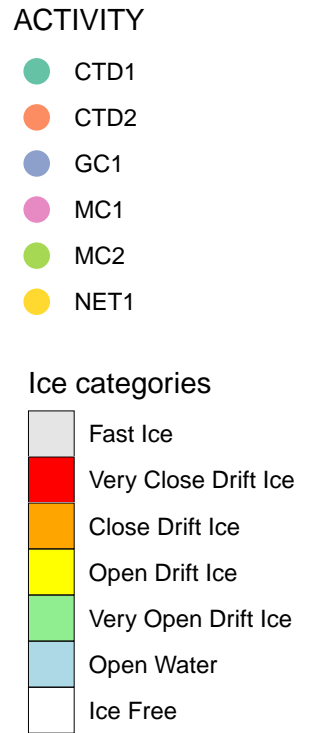 ACTIVITY
CTD1
CTD2
GC1
MC1
MC2
NET1
Ice categories
Fast Ice
Very Close Drift Ice
Close Drift Ice
Open Drift Ice
Very Open Drift Ice
Open Water
Ice Free